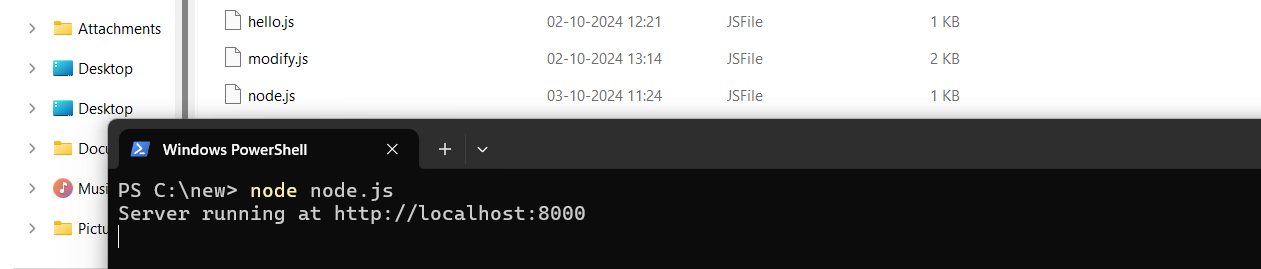 Attachments
Desktop
Desktop
Docu
Musi
Pictu
hello.js 02-10-2024 12:21 JSFile 1 KB
modify.js 02-10-2024 13:14 JSFile 2 KB
node.js 03-10-2024 11:24 JSFile 1 KB
Windows PowerShell
PS C:\new> node node.js
Server running at http://localhost:8000